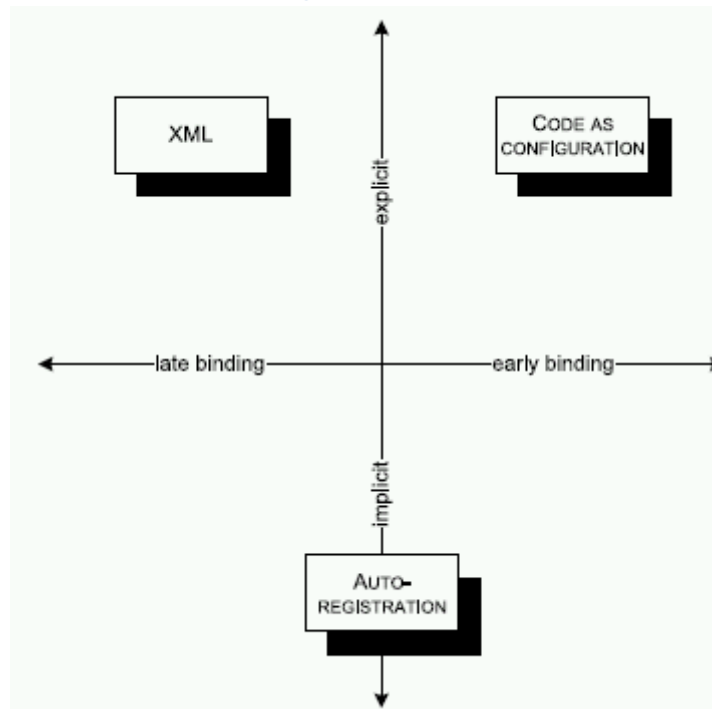 XML
CODE AS
CONFIGURATION
explicit
late binding
early binding
implicit
AUTO-
REGISTRATION